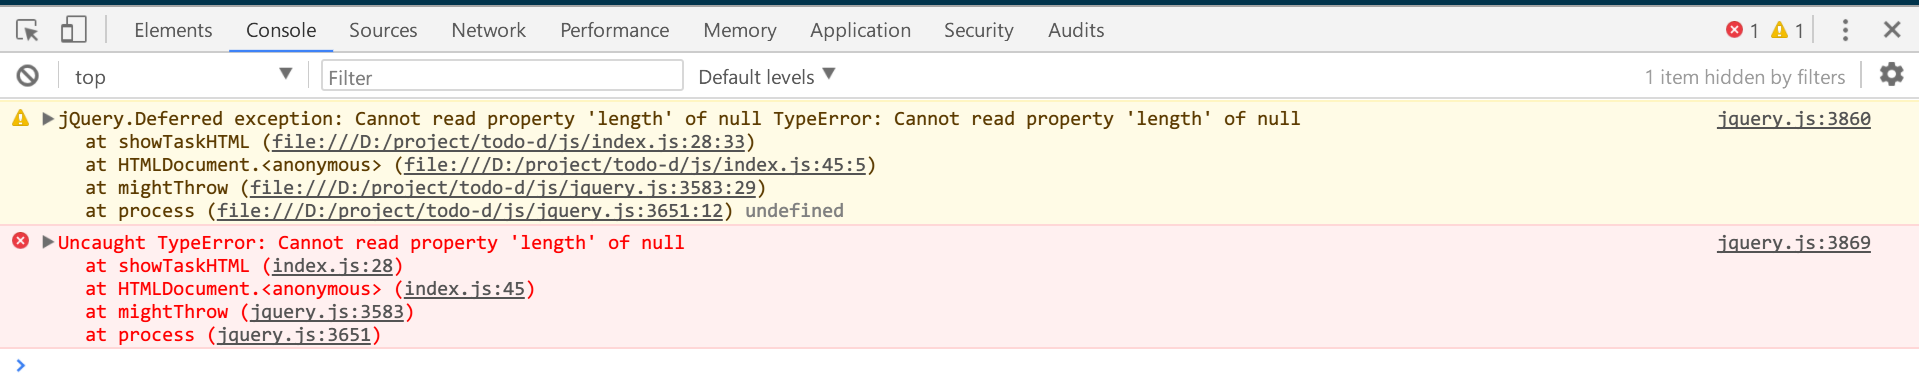 Elements Console Sources Network Performance Memory Application Security Audits 1 1
top Filter Default levels 1 item hidden by filters
jQuery.Deferred exception: Cannot read property 'length' of null TypeError: Cannot read property 'length' of null jquery.js:3860
at showTaskHTML (file:///D:/project/todo-d/js/index.js:28:33)
at HTMLDocument.<anonymous> (file:///D:/project/todo-d/js/index.js:45:5)
at mightThrow (file:///D:/project/todo-d/js/jquery.js:3583:29)
at process (file:///D:/project/todo-d/js/jquery.js:3651:12) undefined
Uncaught TypeError: Cannot read property 'length' of null jquery.js:3869
at showTaskHTML (index.js:28)
at HTMLDocument.<anonymous> (index.js:45)
at mightThrow (jquery.js:3583)
at process (jquery.js:3651)